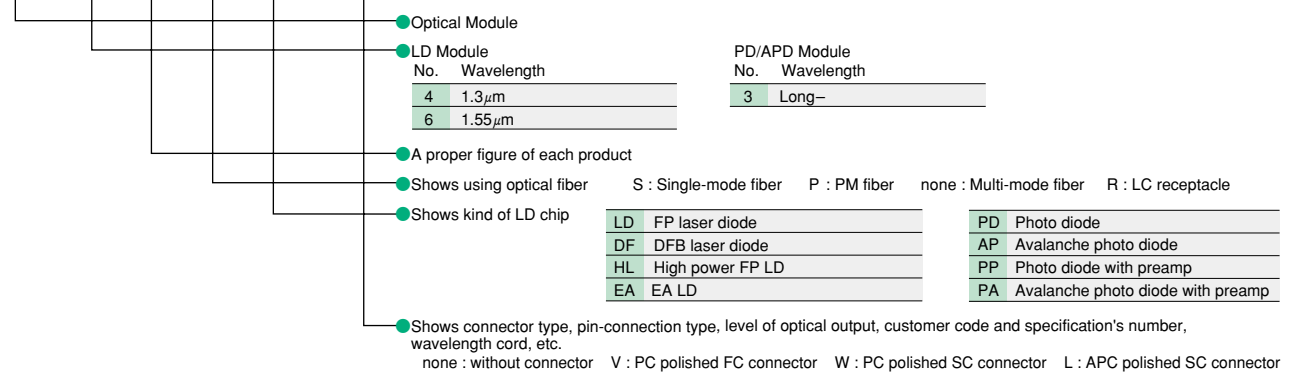 Optical Module
LD Module
No. Wavelength
4 1.3μm
6 1.55μm
PD/APD Module
No. Wavelength
3 Long–
A proper figure of each product
Shows using optical fiber S : Single-mode fiber P : PM fiber none : Multi-mode fiber R : LC receptacle
Shows kind of LD chip
LD FP laser diode
DF DFB laser diode
HL High power FP LD
EA EA LD
PD Photo diode
AP Avalanche photo diode
PP Photo diode with preamp
PA Avalanche photo diode with preamp
Shows connector type, pin-connection type, level of optical output, customer code and specification's number,
wavelength cord, etc.
none : without connector V : PC polished FC connector W : PC polished SC connector L : APC polished SC connector